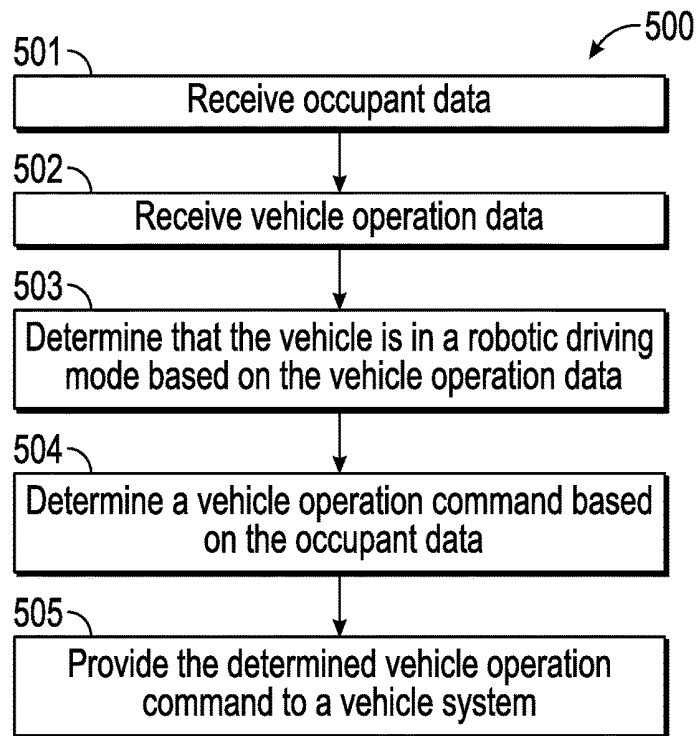 500
501
Receive occupant data
502
Receive vehicle operation data
503
Determine that the vehicle is in a robotic driving
mode based on the vehicle operation data
504
Determine a vehicle operation command based
on the occupant data
505
Provide the determined vehicle operation
command to a vehicle system